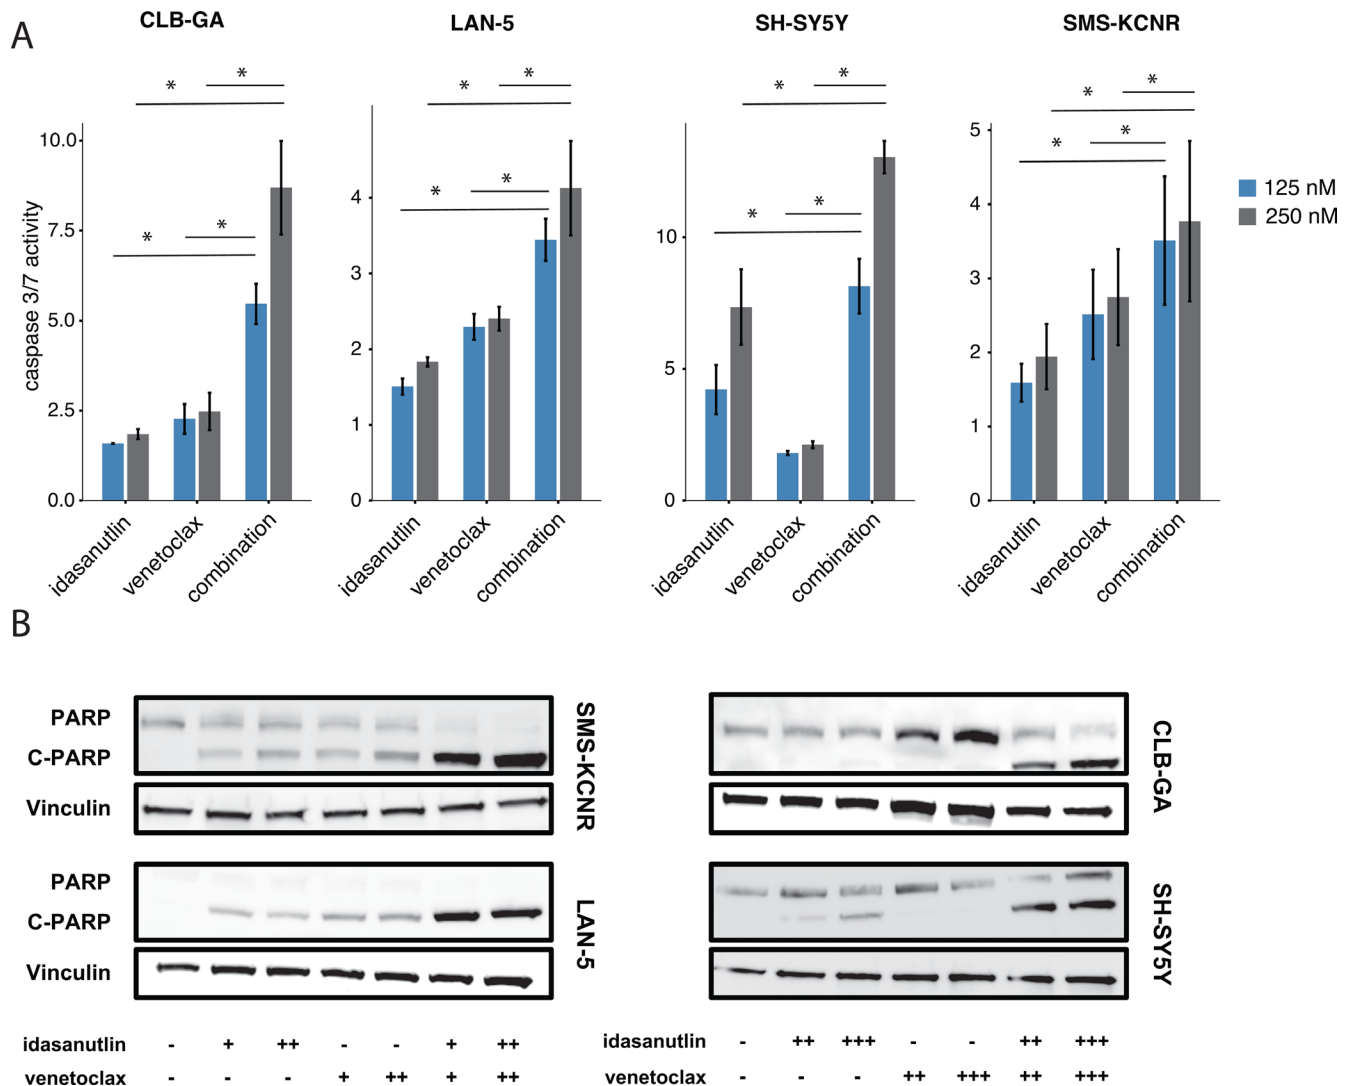 A
CLB-GA
LAN-5
SH-SY5Y
SMS-KCNR
caspase 3/7 activity
10.0
7.5
5.0
2.5
0.0
* * * *
idasanutlin
venetoclax
combination
4
3
2
1
0
* * * *
idasanutlin
venetoclax
combination
10
5
0
* * * *
idasanutlin
venetoclax
combination
5
4
3
2
1
0
* * * *
idasanutlin
venetoclax
combination
125 nM
250 nM
B
PARP
C-PARP
Vinculin
SMS-KCNR
CLB-GA
PARP
C-PARP
Vinculin
LAN-5
SH-SY5Y
idasanutlin - + ++ - - + ++
venetoclax - - - + ++ + ++
idasanutlin - ++ +++ - - ++ +++
venetoclax - - - ++ +++ ++ +++